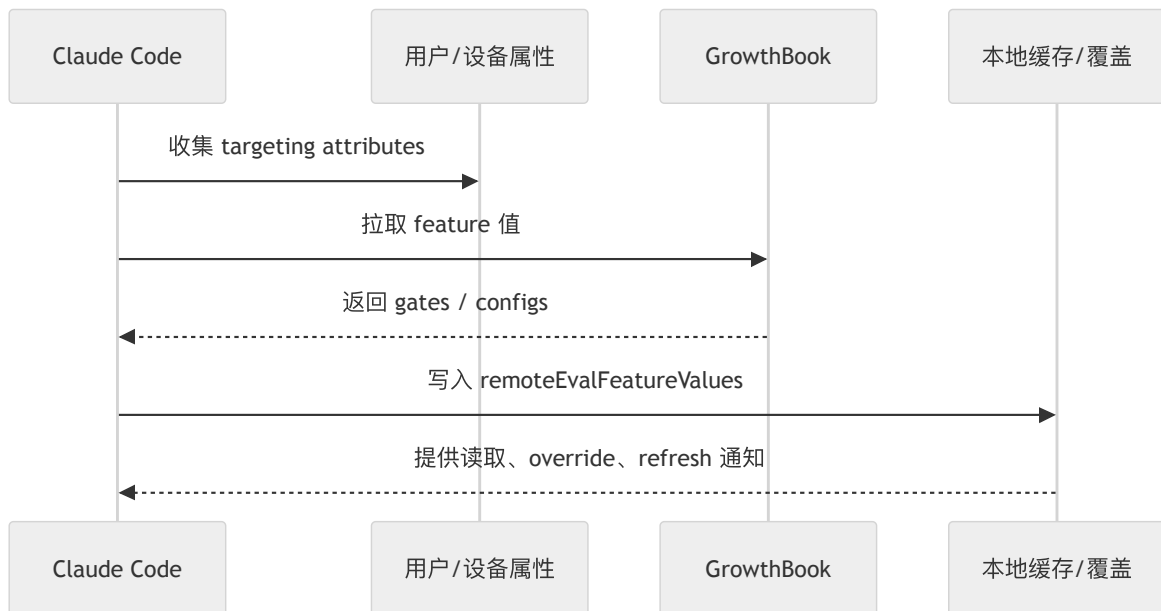 Claude Code
用户/设备属性
GrowthBook
本地缓存/覆盖
收集 targeting attributes
拉取 feature 值
返回 gates / configs
写入 remoteEvalFeatureValues
提供读取、override、refresh 通知
Claude Code
用户/设备属性
GrowthBook
本地缓存/覆盖